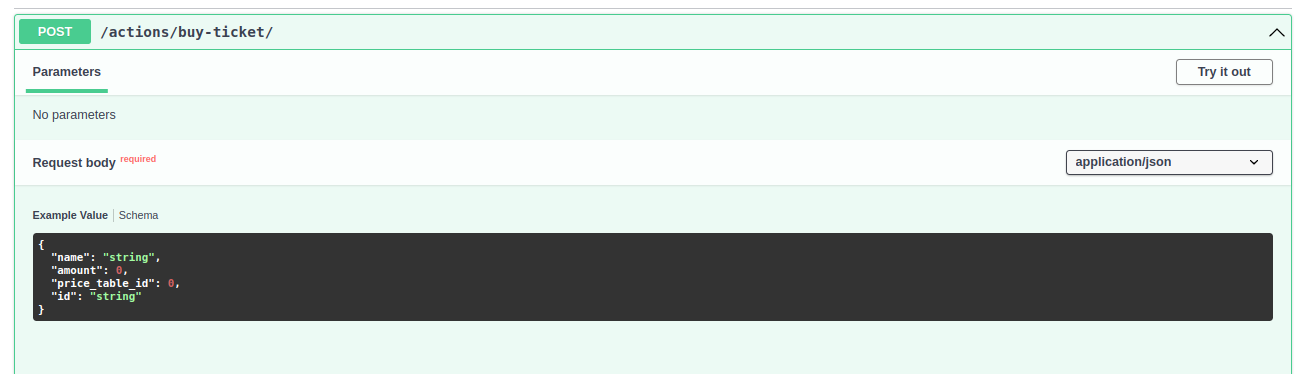 POST /actions/buy-ticket/
Parameters
Try it out
No parameters
Request body required
application/json
Example Value Schema
{
  "name": "string",
  "amount": 0,
  "price_table_id": 0,
  "id": "string"
}